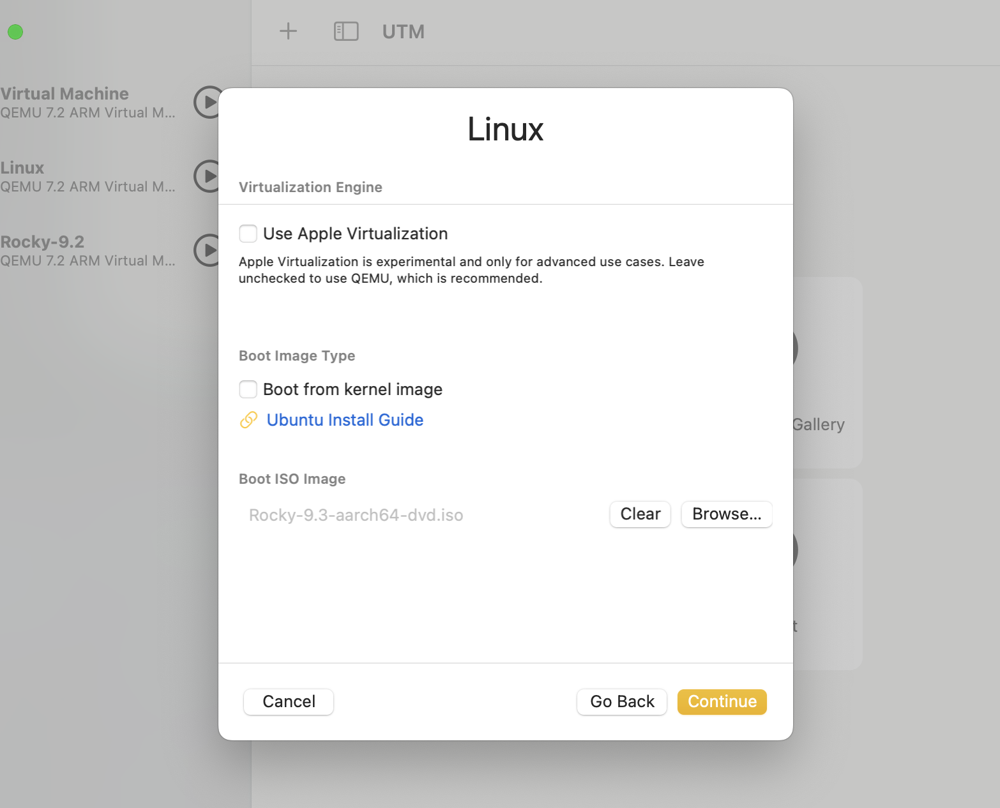 UTM
Virtual Machine
QEMU 7.2 ARM Virtual M...
Linux
QEMU 7.2 ARM Virtual M...
Rocky-9.2
QEMU 7.2 ARM Virtual M...
Linux
Virtualization Engine
Use Apple Virtualization
Apple Virtualization is experimental and only for advanced use cases. Leave
unchecked to use QEMU, which is recommended.
Boot Image Type
Boot from kernel image
Ubuntu Install Guide
Boot ISO Image
Rocky-9.3-aarch64-dvd.iso
Clear
Browse...
Cancel
Go Back
Continue
Gallery